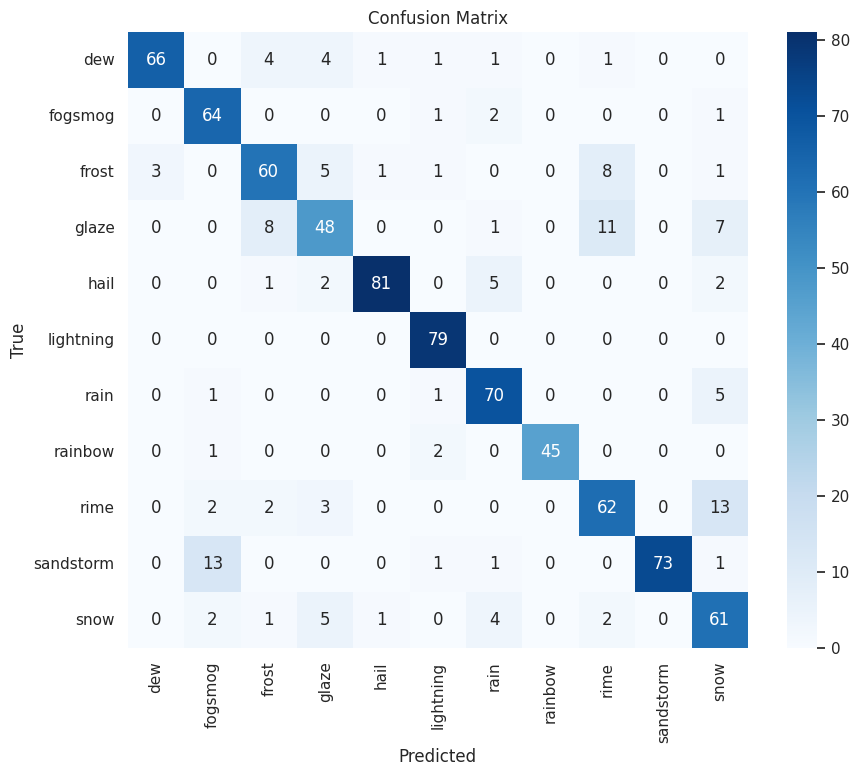 Confusion Matrix
dew 66 0 4 4 1 1 1 0 1 0 0
fogsmog 0 64 0 0 0 1 2 0 0 0 1
frost 3 0 60 5 1 1 0 0 8 0 1
glaze 0 0 8 48 0 0 1 0 11 0 7
hail 0 0 1 2 81 0 5 0 0 0 2
lightning 0 0 0 0 0 79 0 0 0 0 0
rain 0 1 0 0 0 1 70 0 0 0 5
rainbow 0 1 0 0 0 2 0 45 0 0 0
rime 0 2 2 3 0 0 0 0 62 0 13
sandstorm 0 13 0 0 0 1 1 0 0 73 1
snow 0 2 1 5 1 0 4 0 2 0 61
True
dew fogsmog frost glaze hail lightning rain rainbow rime sandstorm snow
Predicted
80
70
60
50
40
30
20
10
0